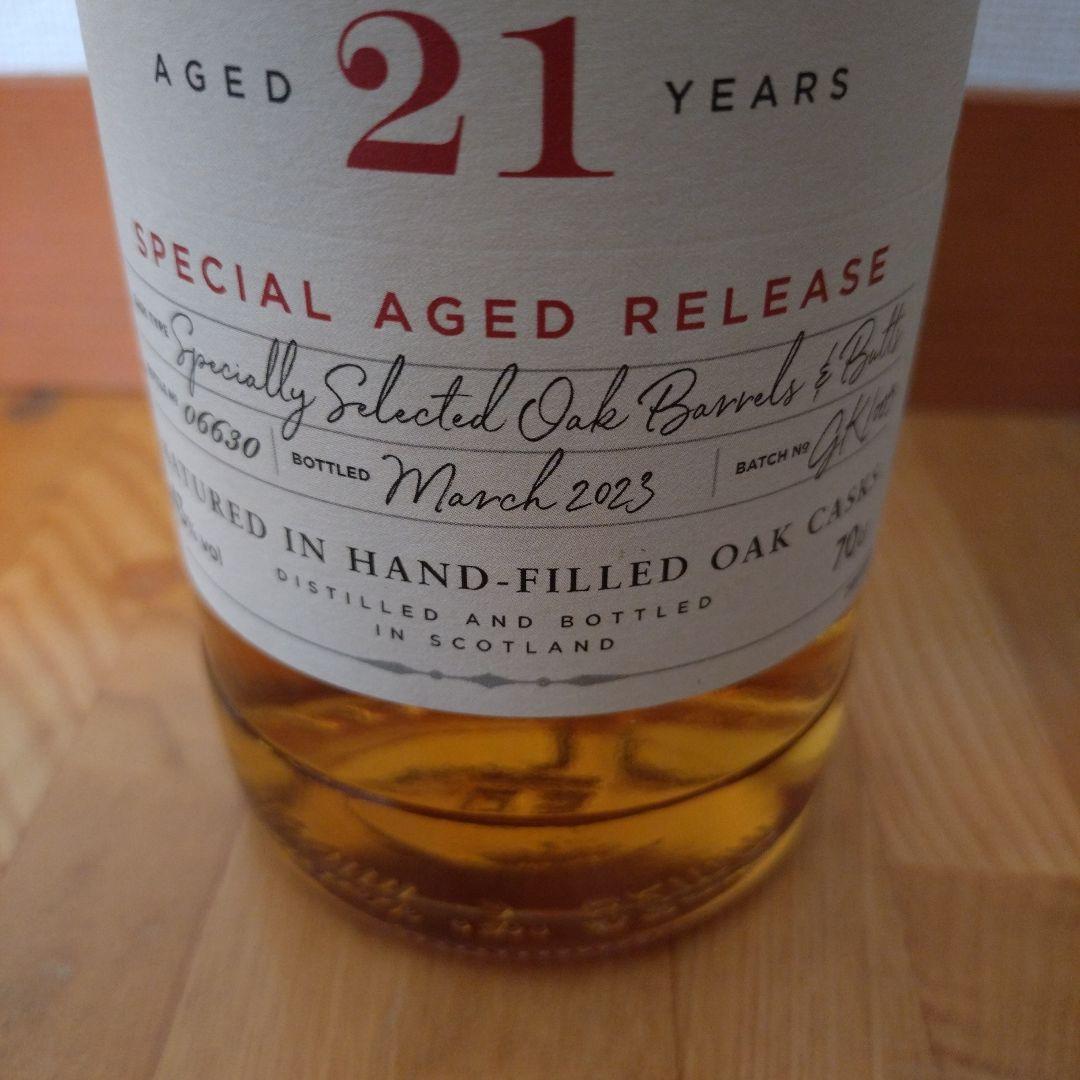 AGED 21 YEARS
SPECIAL AGED RELEASE
Specially Selected Oak Barrels & Butts
06630 BOTTLED March 2023 BATCH Nº
MATURED IN HAND-FILLED OAK CASKS
DISTILLED AND BOTTLED
IN SCOTLAND